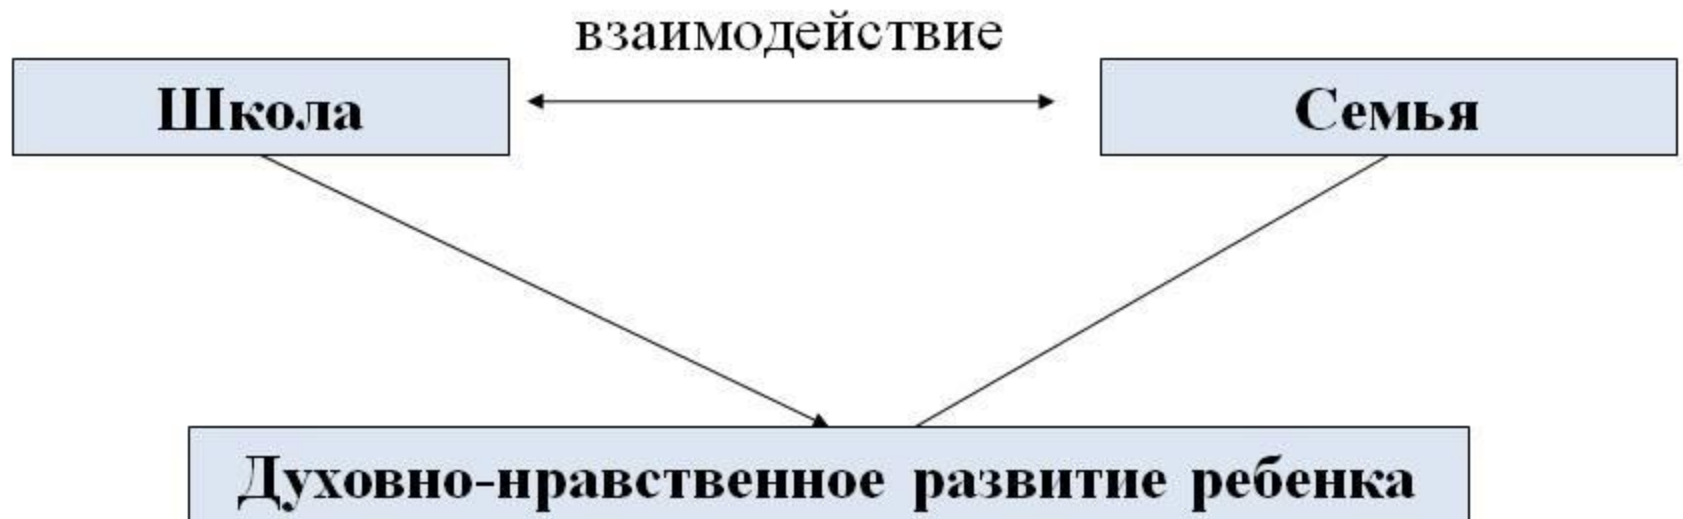 взаимодействие
Школа
Семья
Духовно-нравственное развитие ребенка